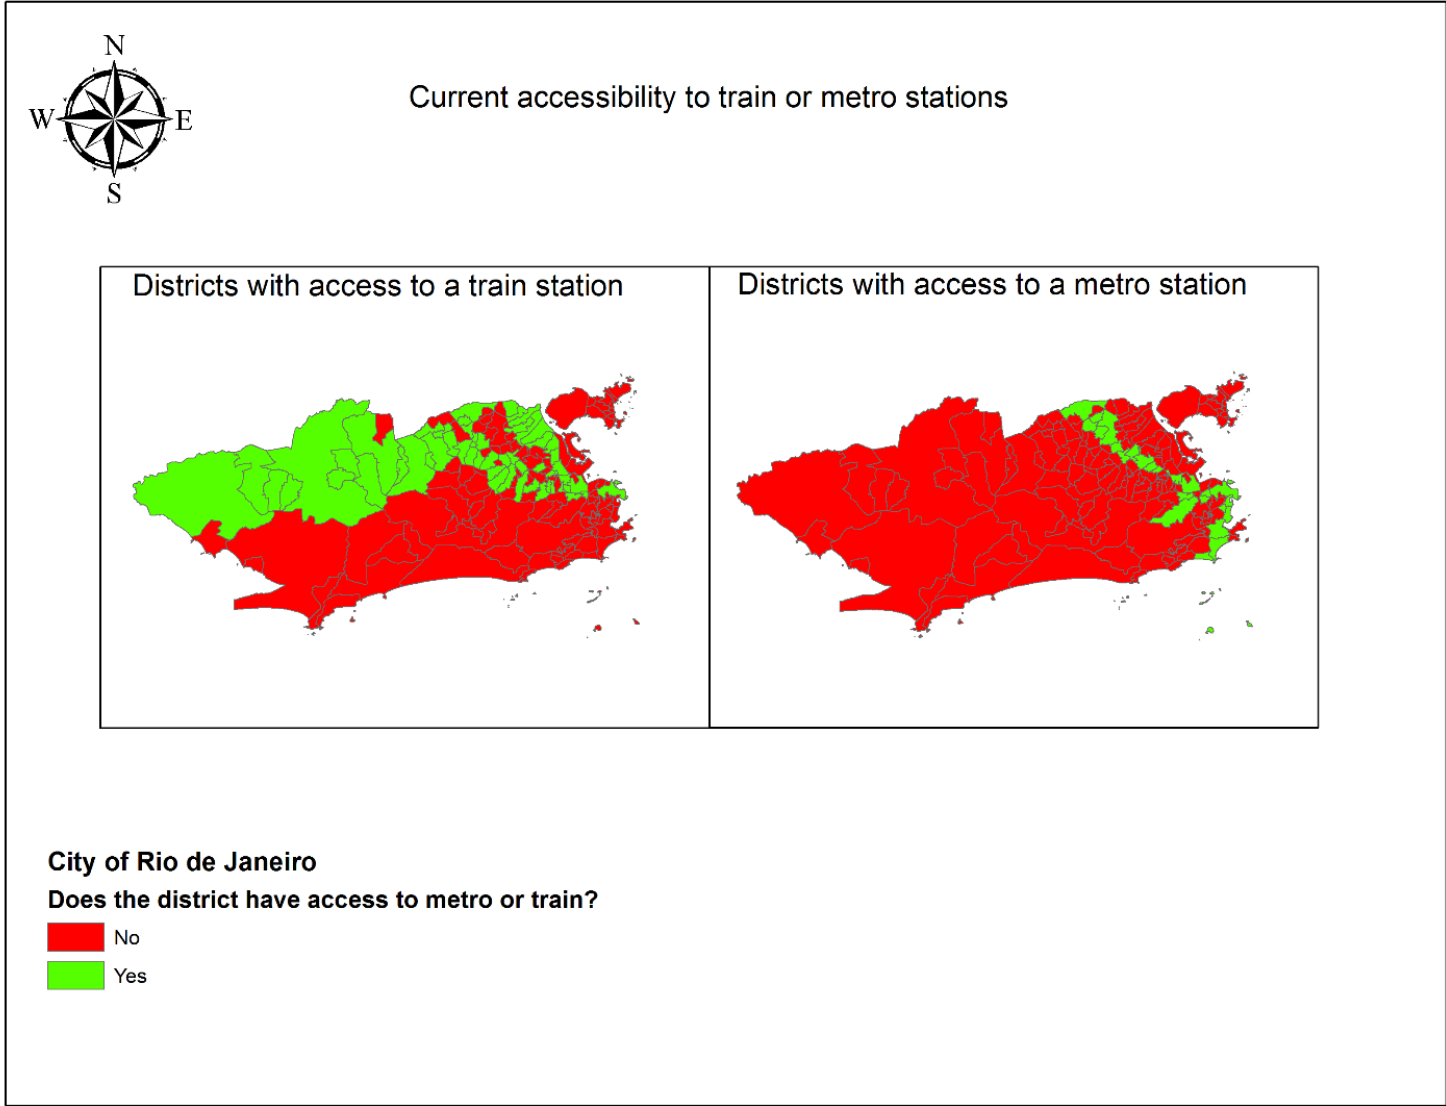 N
W E
S
Current accessibility to train or metro stations
Districts with access to a train station
Districts with access to a metro station
City of Rio de Janeiro
Does the district have access to metro or train?
No
Yes